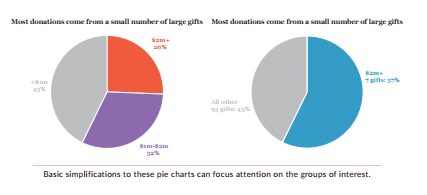 Most donations come from a small number of large gifts
Most donations come from a small number of large gifts
$2m+
26%
<$1m
43%
$1m-$2m
32%
$2m+
7 gifts: 57%
All other
93 gifts: 43%
Basic simplifications to these pie charts can focus attention on the groups of interest.